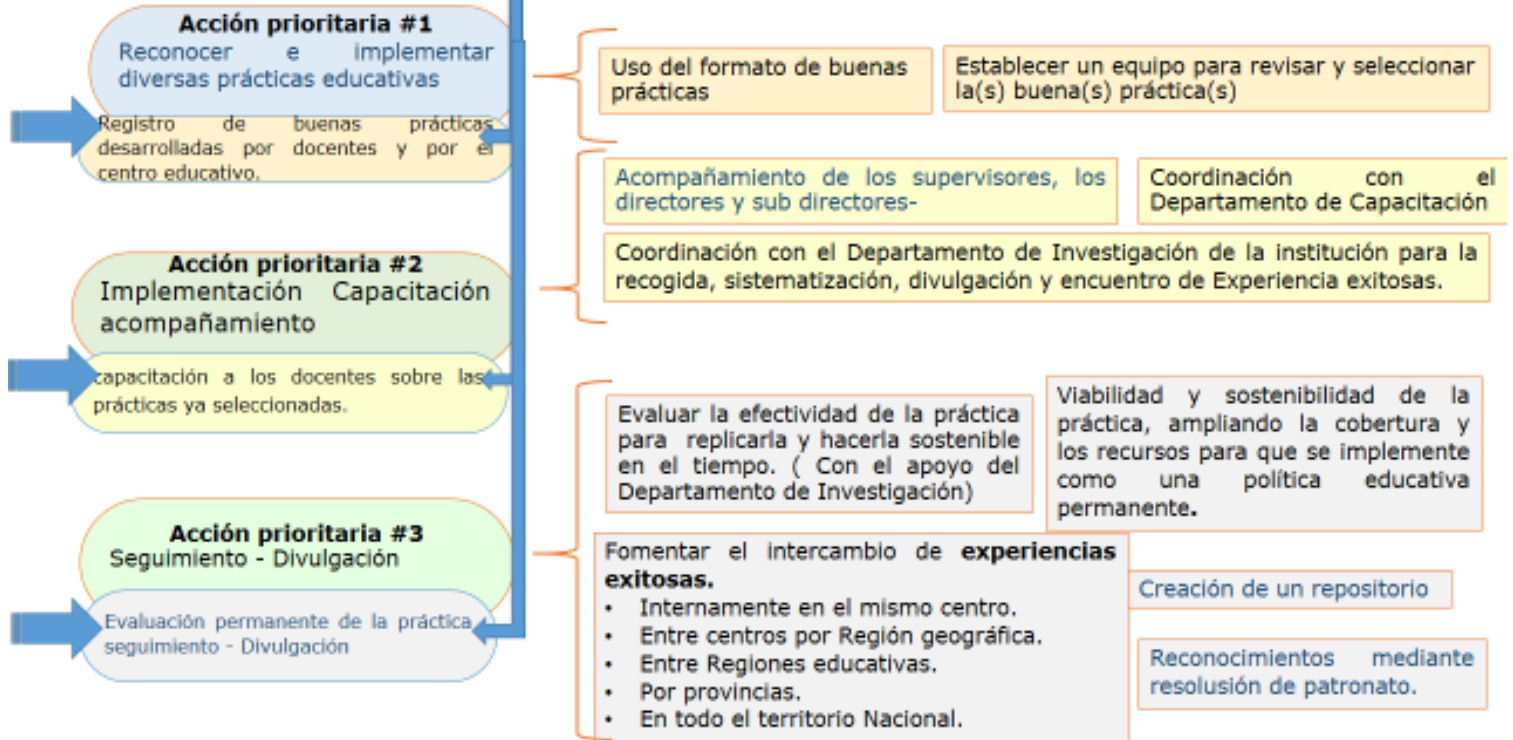 Acción prioritaria #1
Reconocer e implementar
diversas prácticas educativas
Registro de buenas prácticas
desarrolladas por docentes y por el
centro educativo.
Uso del formato de buenas
prácticas
Establecer un equipo para revisar y seleccionar
la(s) buena(s) práctica(s)
Acción prioritaria #2
Implementación Capacitación
acompañamiento
capacitación a los docentes sobre las
prácticas ya seleccionadas.
Acompañamiento de los supervisores, los
directores y sub directores-
Coordinación con el
Departamento de Capacitación
Coordinación con el Departamento de Investigación de la institución para la
recogida, sistematización, divulgación y encuentro de Experiencia exitosas.
Acción prioritaria #3
Seguimiento - Divulgación
Evaluación permanente de la práctica
seguimiento - Divulgación
Evaluar la efectividad de la práctica
para replicarla y hacerla sostenible
en el tiempo. ( Con el apoyo del
Departamento de Investigación)
Viabilidad y sostenibilidad de la
práctica, ampliando la cobertura y
los recursos para que se implemente
como una política educativa
permanente.
Fomentar el intercambio de experiencias
exitosas.
• Internamente en el mismo centro.
• Entre centros por Región geográfica.
• Entre Regiones educativas.
• Por provincias.
• En todo el territorio Nacional.
Creación de un repositorio
Reconocimientos mediante
resolusión de patronato.